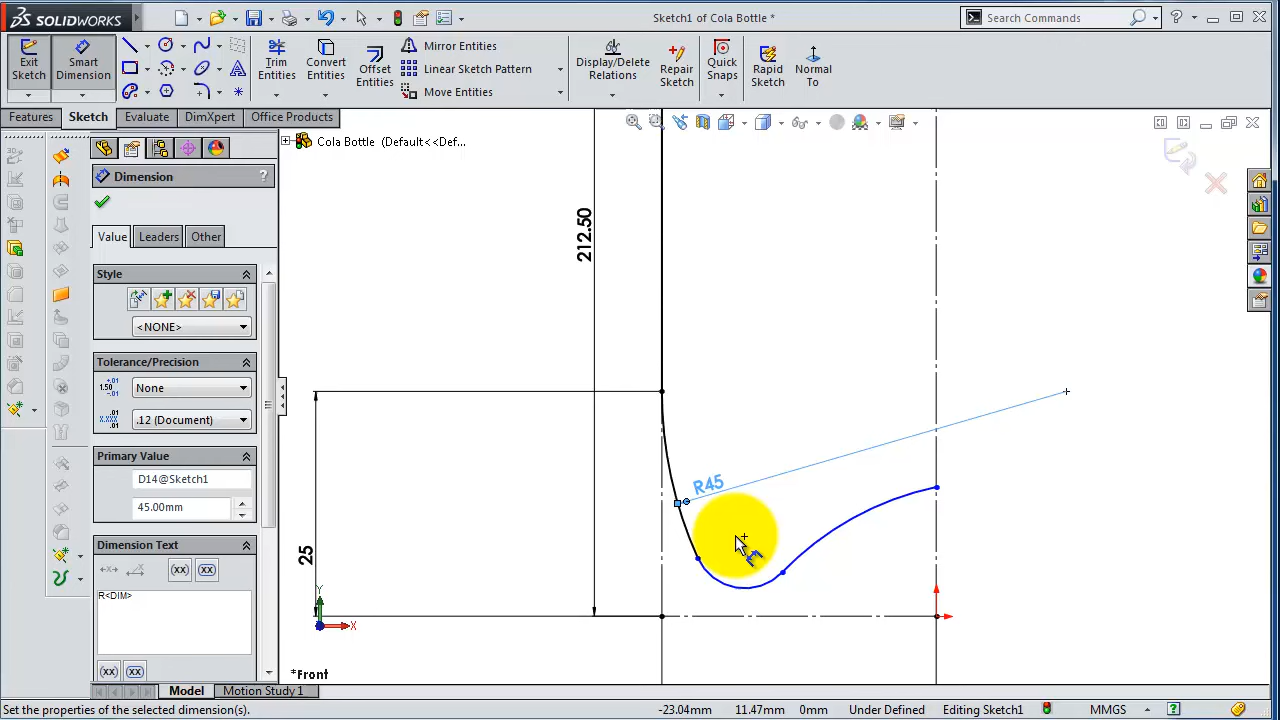 SOLIDWORKS
Sketch1 of Cola Bottle *
Search Commands
?
Exit Sketch
Smart Dimension
Trim Entities
Convert Entities
Offset Entities
Mirror Entities
Linear Sketch Pattern
Move Entities
Display/Delete Relations
Repair Sketch
Quick Snaps
Rapid Sketch
Normal To
Features
Sketch
Evaluate
DimXpert
Office Products
Cola Bottle (Default<<Def...
Dimension
?
Value
Leaders
Other
Style
<NONE>
Tolerance/Precision
None
.12 (Document)
Primary Value
D14@Sketch1
45.00mm
Dimension Text
(xx)
(xx)
R<DIM>
(xx)
(xx)
212.50
R45
25
Y
X
*Front
Model
Motion Study 1
Set the properties of the selected dimension(s).
-23.04mm
11.47mm
0mm
Under Defined
Editing Sketch1
MMGS
?